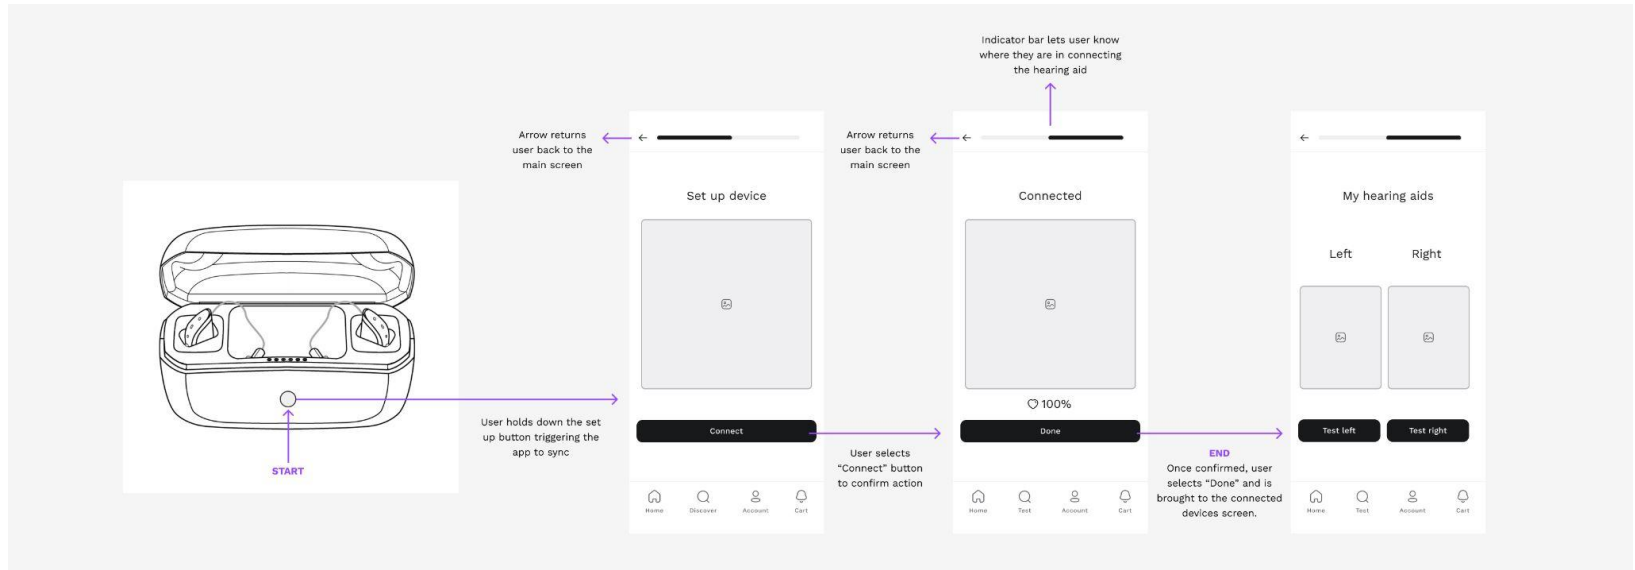 Indicator bar lets user know
where they are in connecting
the hearing aid
Arrow returns
user back to the
main screen
Arrow returns
user back to the
main screen
START
User holds down the set
up button triggering the
app to sync
Set up device
Connect
Home
Discover
Account
Cart
User selects
“Connect” button
to confirm action
Connected
100%
Done
Home
Test
Account
Cart
END
Once confirmed, user
selects “Done” and is
brought to the connected
devices screen.
My hearing aids
Left
Right
Test left
Test right
Home
Test
Account
Cart